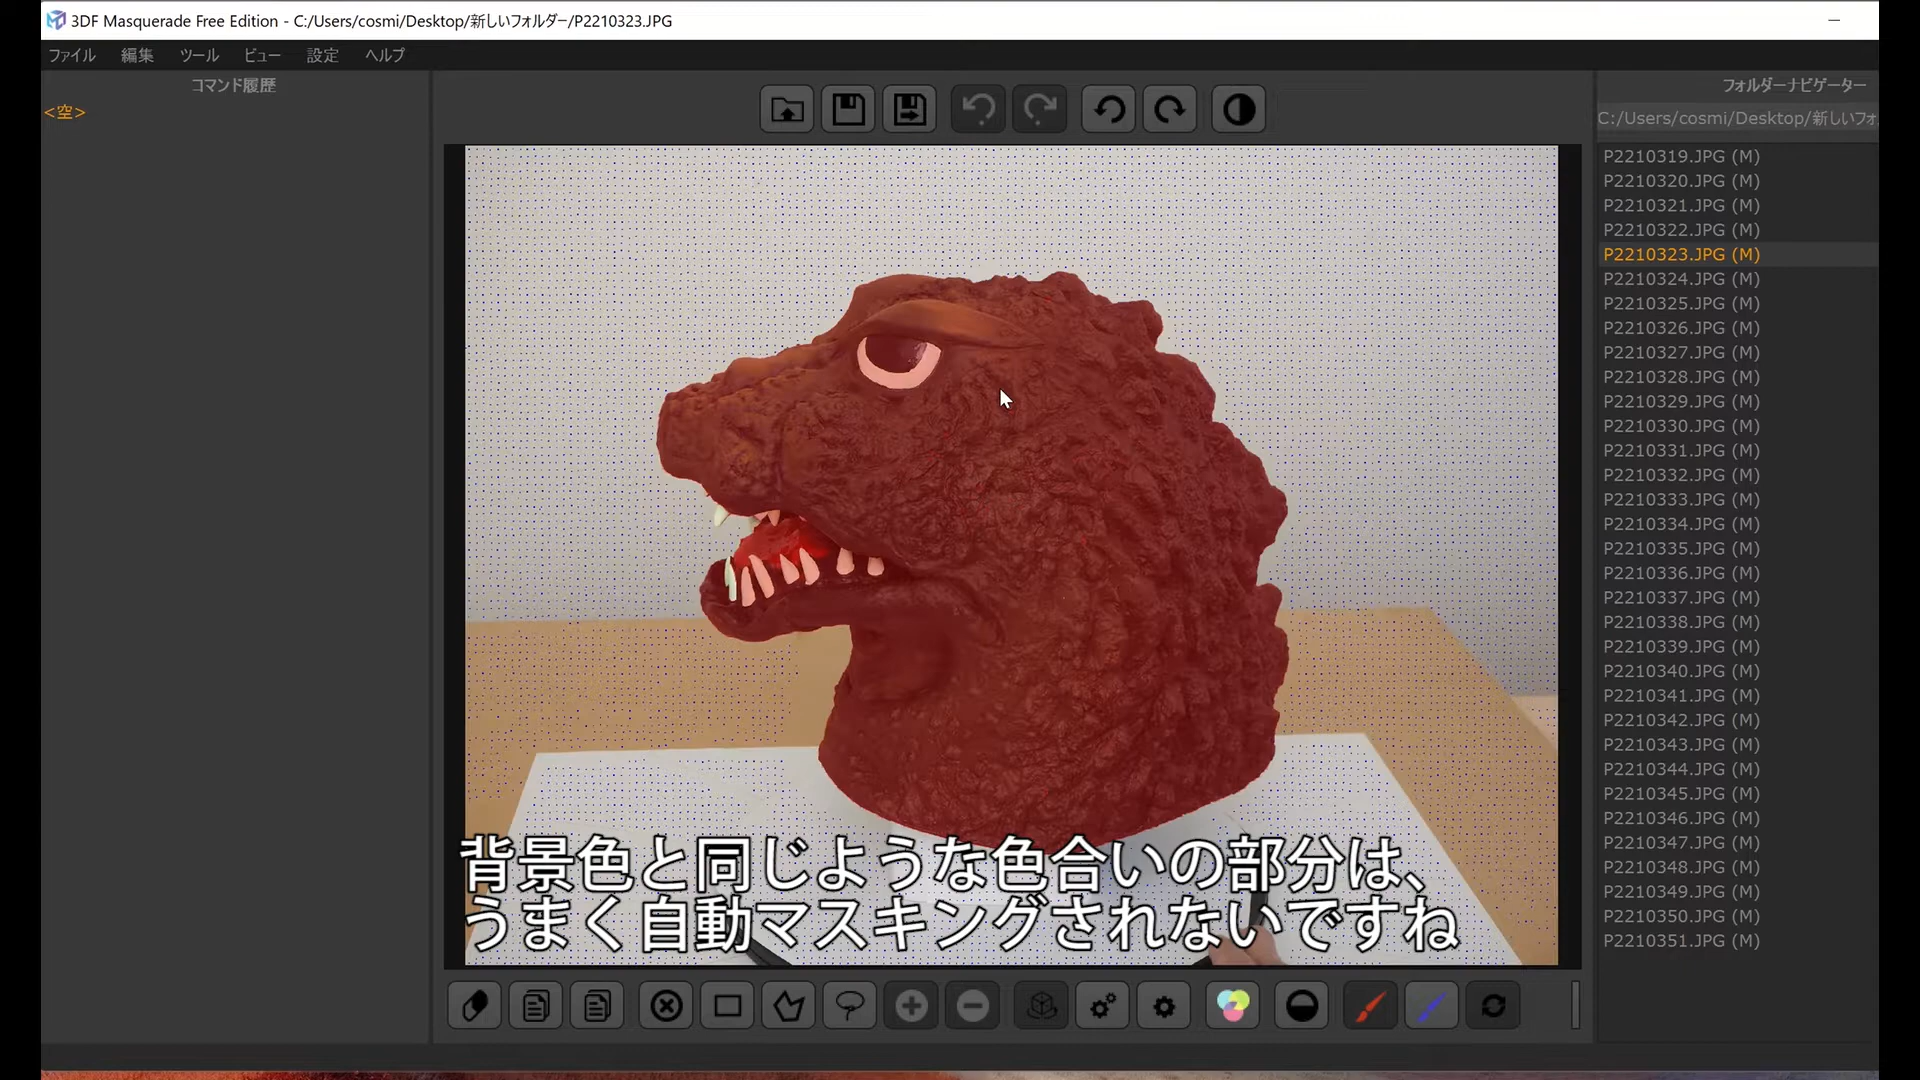 3DF Masquerade Free Edition - C:/Users/cosmi/Desktop/新しいフォルダー/P2210323.JPG
ファイル 編集 ツール ビュー 設定 ヘルプ
コマンド履歴
<空>
フォルダーナビゲーター
C:/Users/cosmi/Desktop/新しいフォ
P2210319.JPG (M)
P2210320.JPG (M)
P2210321.JPG (M)
P2210322.JPG (M)
P2210323.JPG (M)
P2210324.JPG (M)
P2210325.JPG (M)
P2210326.JPG (M)
P2210327.JPG (M)
P2210328.JPG (M)
P2210329.JPG (M)
P2210330.JPG (M)
P2210331.JPG (M)
P2210332.JPG (M)
P2210333.JPG (M)
P2210334.JPG (M)
P2210335.JPG (M)
P2210336.JPG (M)
P2210337.JPG (M)
P2210338.JPG (M)
P2210339.JPG (M)
P2210340.JPG (M)
P2210341.JPG (M)
P2210342.JPG (M)
P2210343.JPG (M)
P2210344.JPG (M)
P2210345.JPG (M)
P2210346.JPG (M)
P2210347.JPG (M)
P2210348.JPG (M)
P2210349.JPG (M)
P2210350.JPG (M)
P2210351.JPG (M)
背景色と同じような色合いの部分は、
うまく自動マスキングされないですね